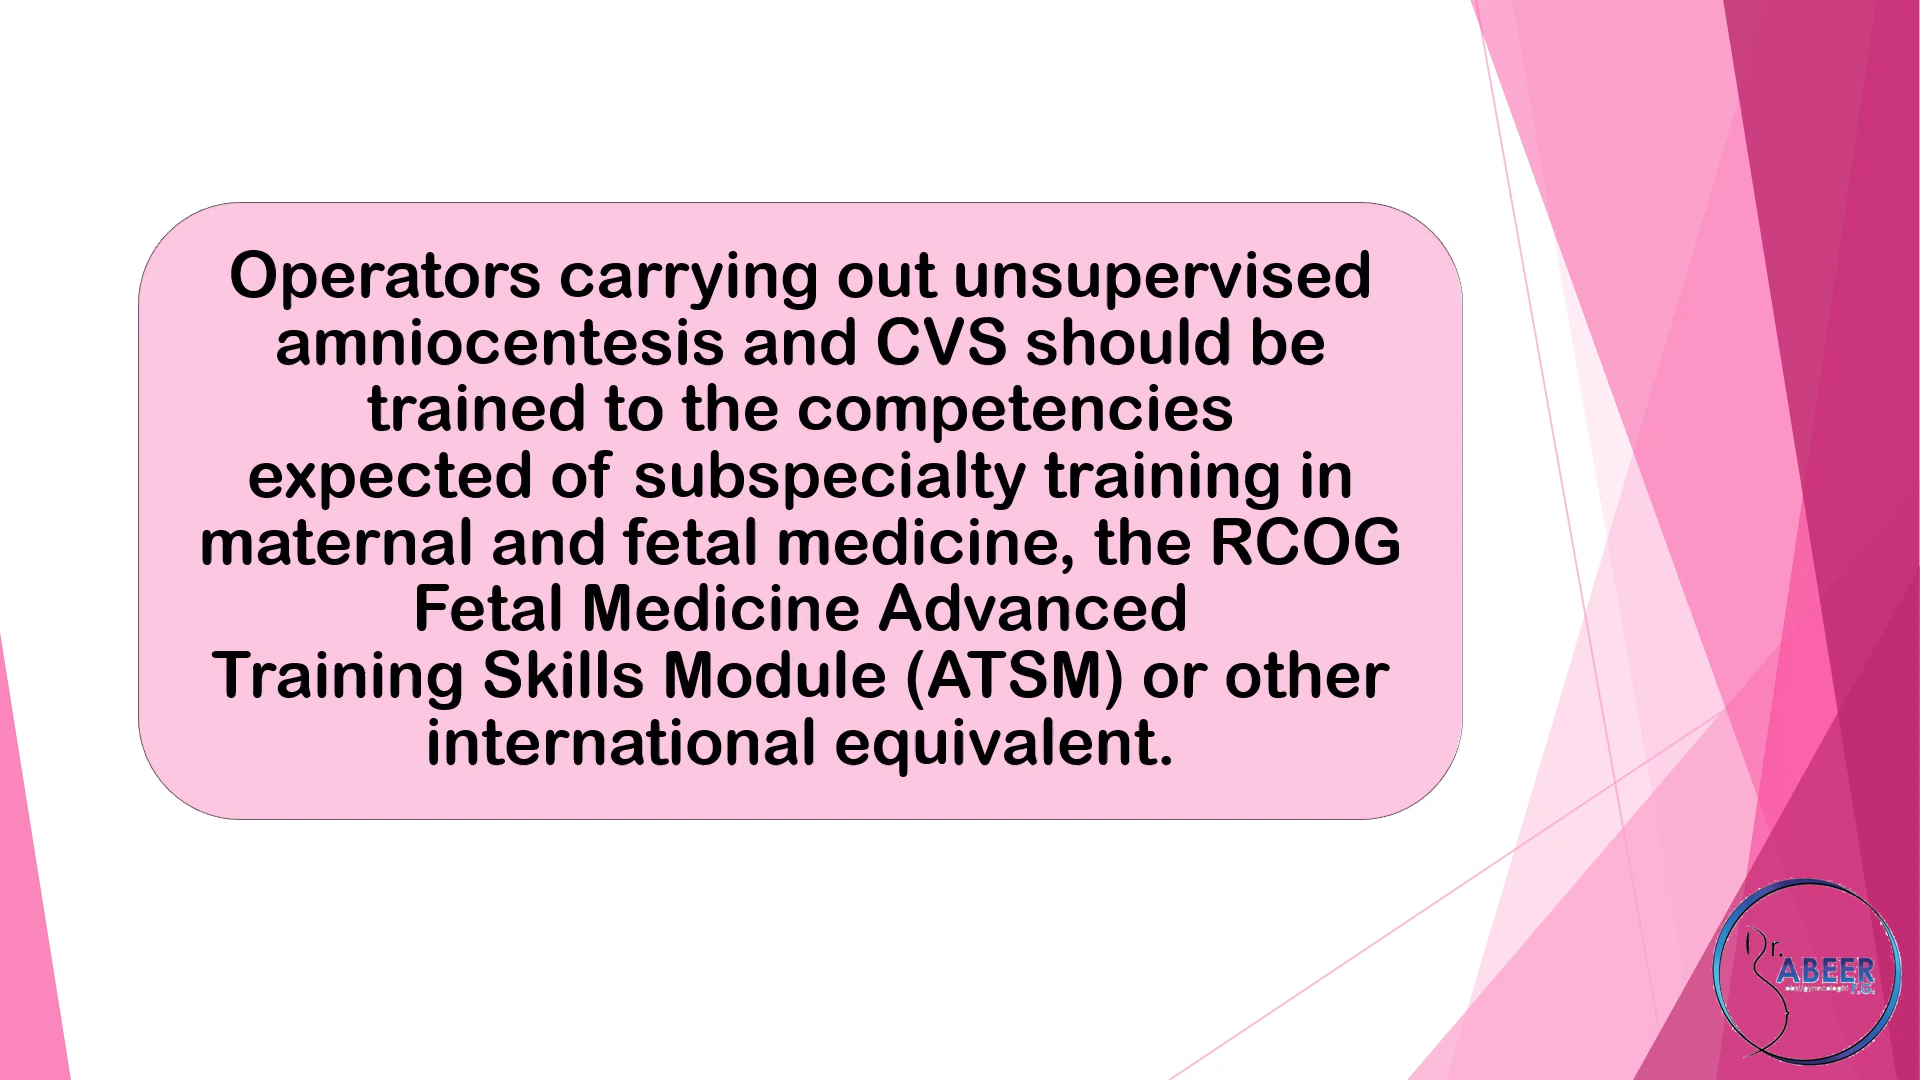 Operators carrying out unsupervised
amniocentesis and CVS should be
trained to the competencies
expected of subspecialty training in
maternal and fetal medicine, the RCOG
Fetal Medicine Advanced
Training Skills Module (ATSM) or other
international equivalent.
Dr.
ABEER
F.G.